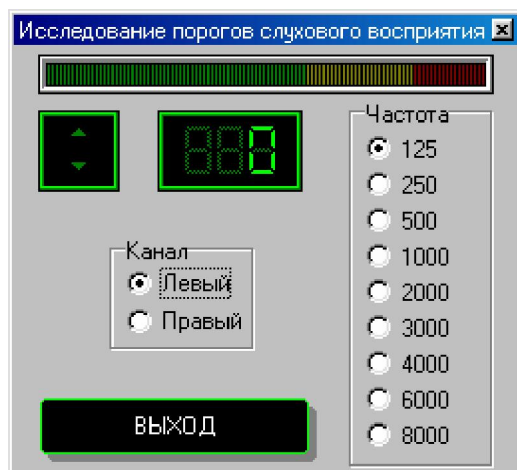 Исследование порогов слухового восприятия
0
Частота
125
250
500
1000
2000
3000
4000
6000
8000
Канал
Левый
Правый
ВЫХОД